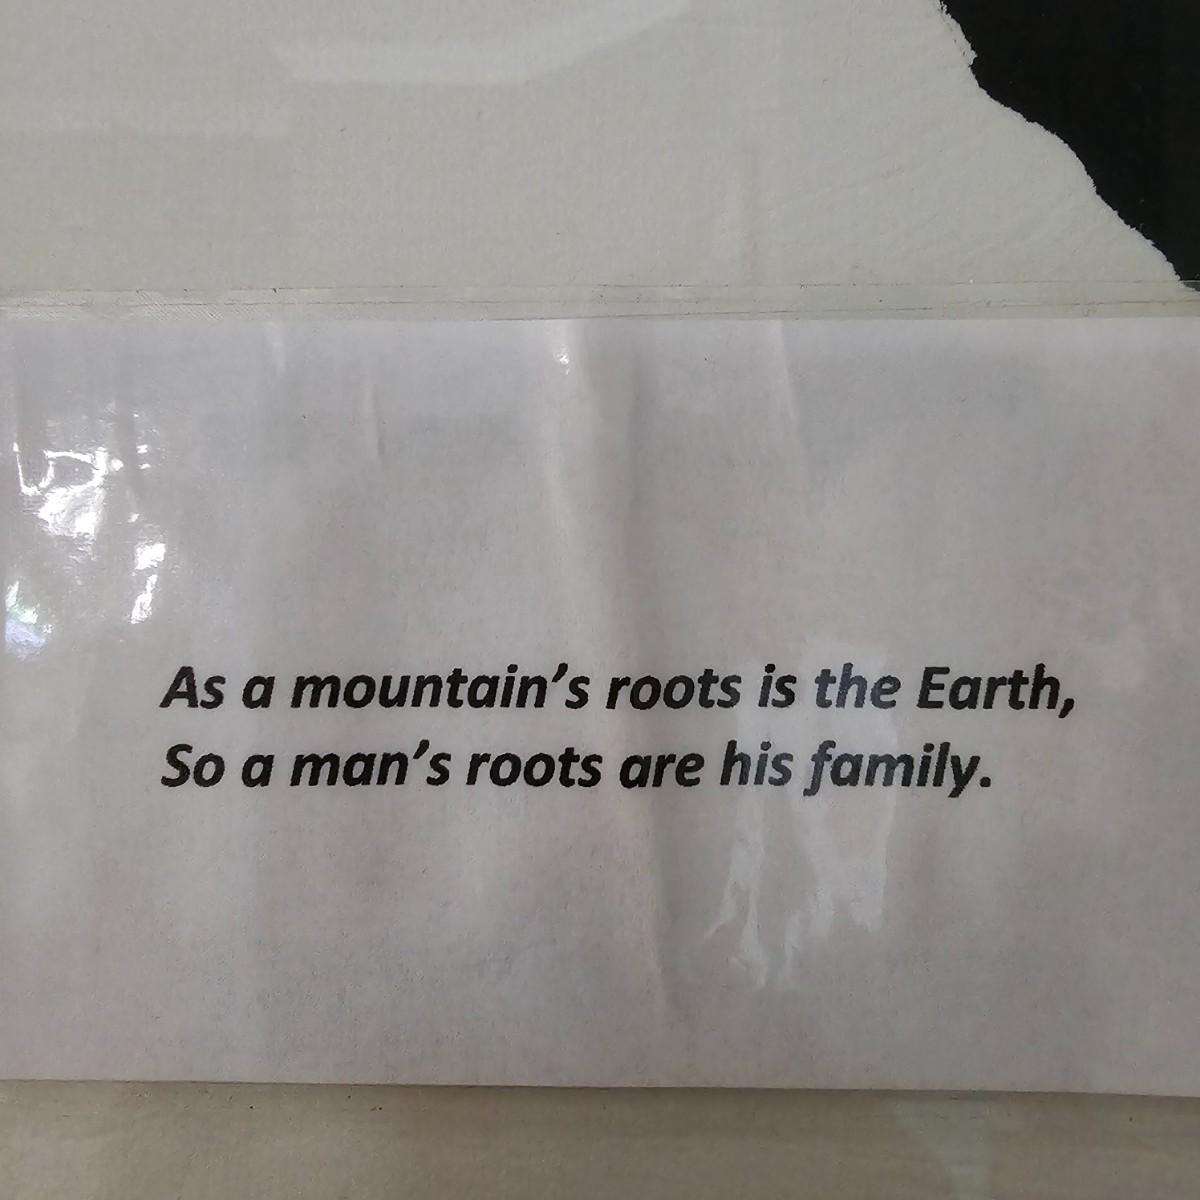 As a mountain’s roots is the Earth,
So a man’s roots are his family.